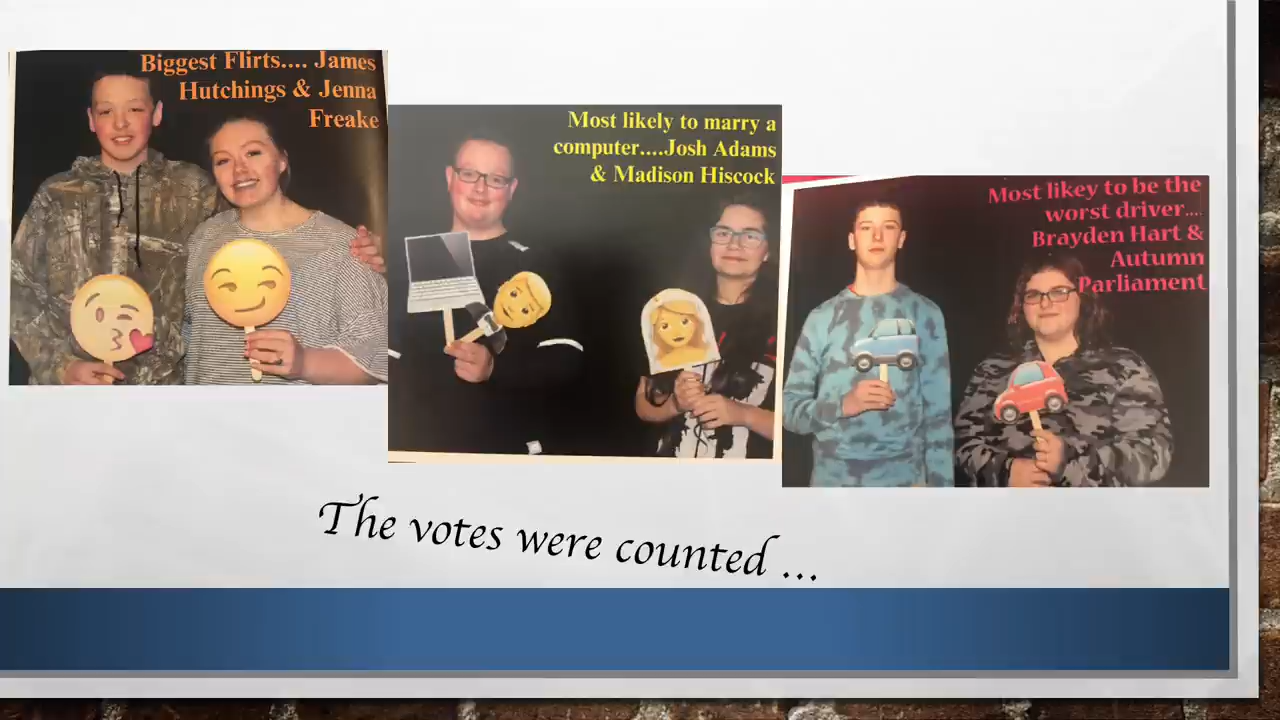 Biggest Flirts.... James
Hutchings & Jenna
Freake
Most likely to marry a
computer....Josh Adams
& Madison Hiscock
Most likey to be the
worst driver....
Brayden Hart &
Autumn
Parliament
The votes were counted ...